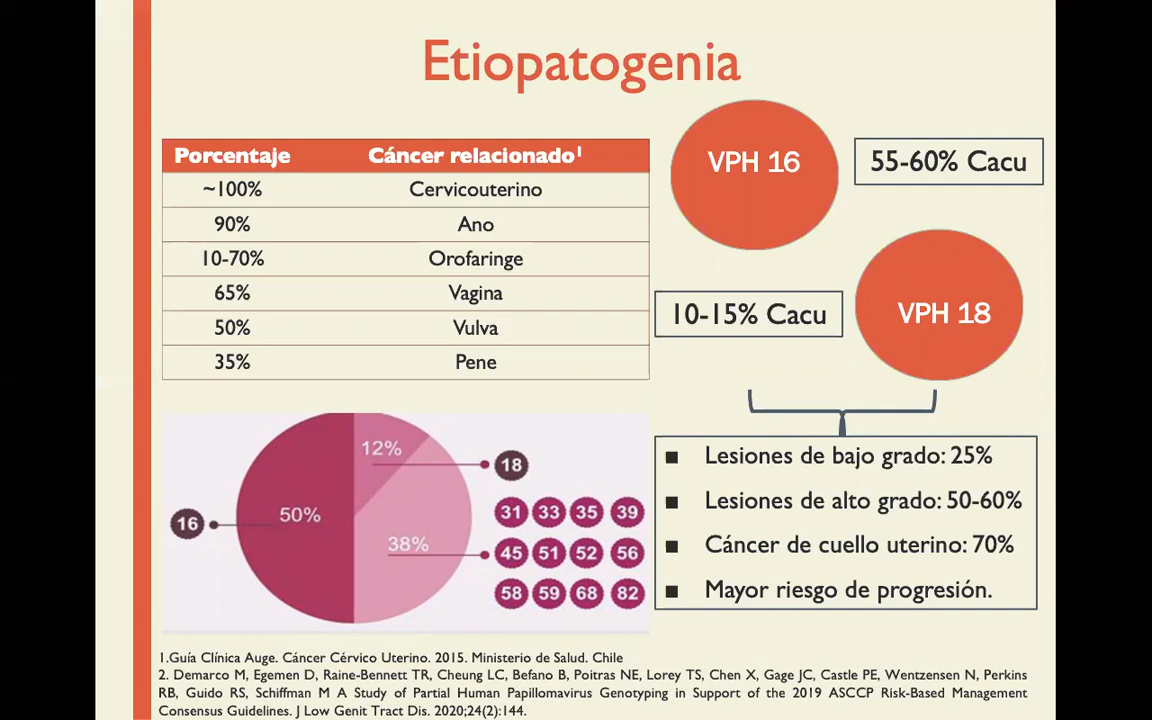 Etiopatogenia
Porcentaje Cáncer relacionado¹
~100% Cervicouterino
90% Ano
10-70% Orofaringe
65% Vagina
50% Vulva
35% Pene
VPH 16
55-60% Cacu
10-15% Cacu
VPH 18
12%
18
16
50%
38%
31 33 35 39
45 51 52 56
58 59 68 82
■ Lesiones de bajo grado: 25%
■ Lesiones de alto grado: 50-60%
■ Cáncer de cuello uterino: 70%
■ Mayor riesgo de progresión.
1.Guía Clínica Auge. Cáncer Cérvico Uterino. 2015. Ministerio de Salud. Chile
2. Demarco M, Egemen D, Raine-Bennett TR, Cheung LC, Befano B, Poitras NE, Lorey TS, Chen X, Gage JC, Castle PE, Wentzensen N, Perkins
RB, Guido RS, Schiffman M A Study of Partial Human Papillomavirus Genotyping in Support of the 2019 ASCCP Risk-Based Management
Consensus Guidelines. J Low Genit Tract Dis. 2020;24(2):144.